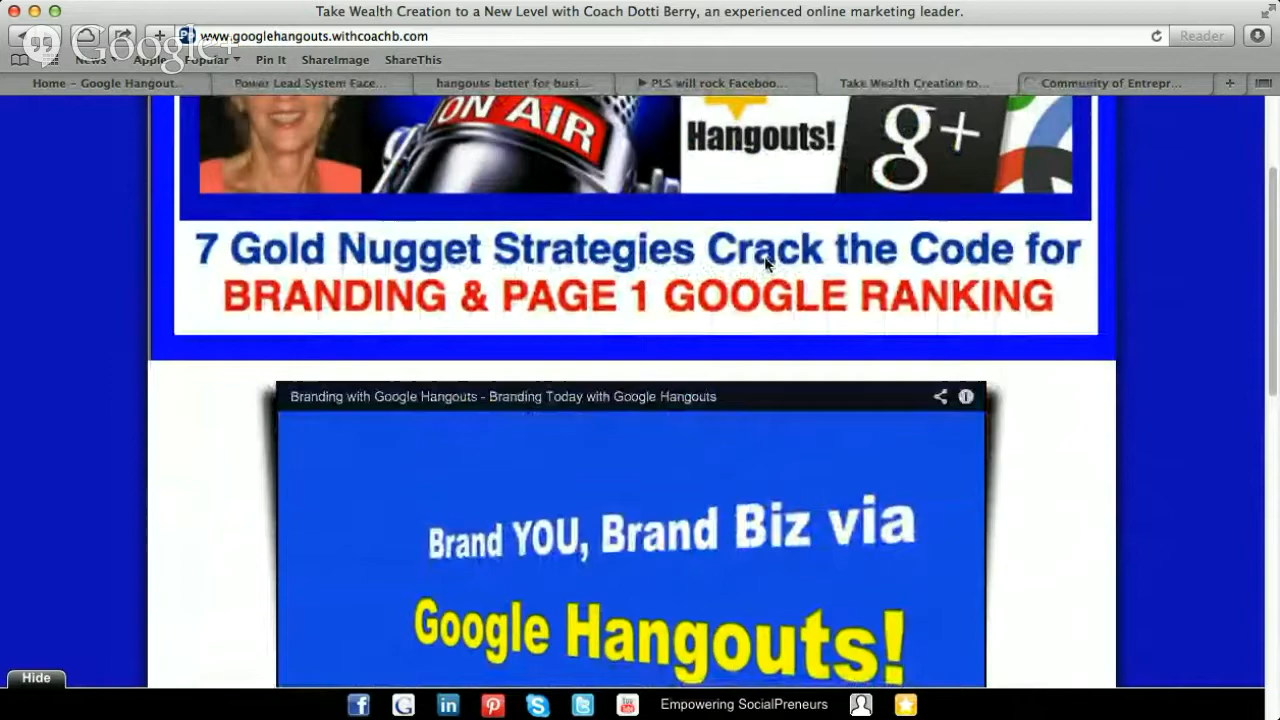 Take Wealth Creation to a New Level with Coach Dotti Berry, an experienced online marketing leader.
www.googlehangouts.withcoachb.com
Reader
Google+
News
Apple
Popular
Pin It
ShareImage
ShareThis
Home - Google Hangout...
Power Lead System Face...
hangouts better for busi...
▶ PLS will rock Faceboo...
Take Wealth Creation to...
Community of Entrepr...
ON AIR
Hangouts!
g+
7 Gold Nugget Strategies Crack the Code for
BRANDING & PAGE 1 GOOGLE RANKING
Branding with Google Hangouts - Branding Today with Google Hangouts
Brand YOU, Brand Biz via
Google Hangouts!
Hide
Empowering SocialPreneurs